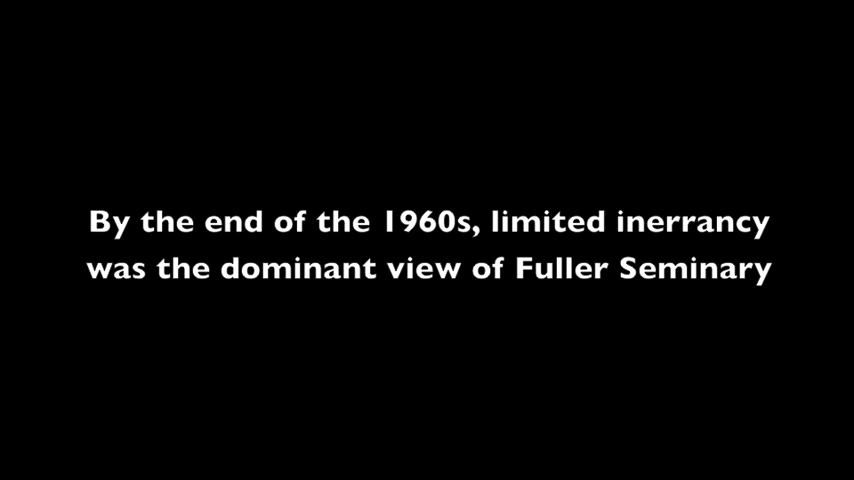 By the end of the 1960s, limited inerrancy
was the dominant view of Fuller Seminary